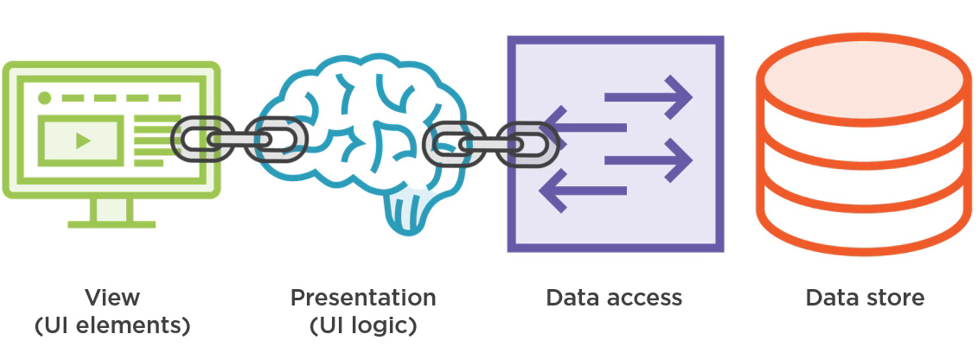 View
(UI elements)
Presentation
(UI logic)
Data access
Data store